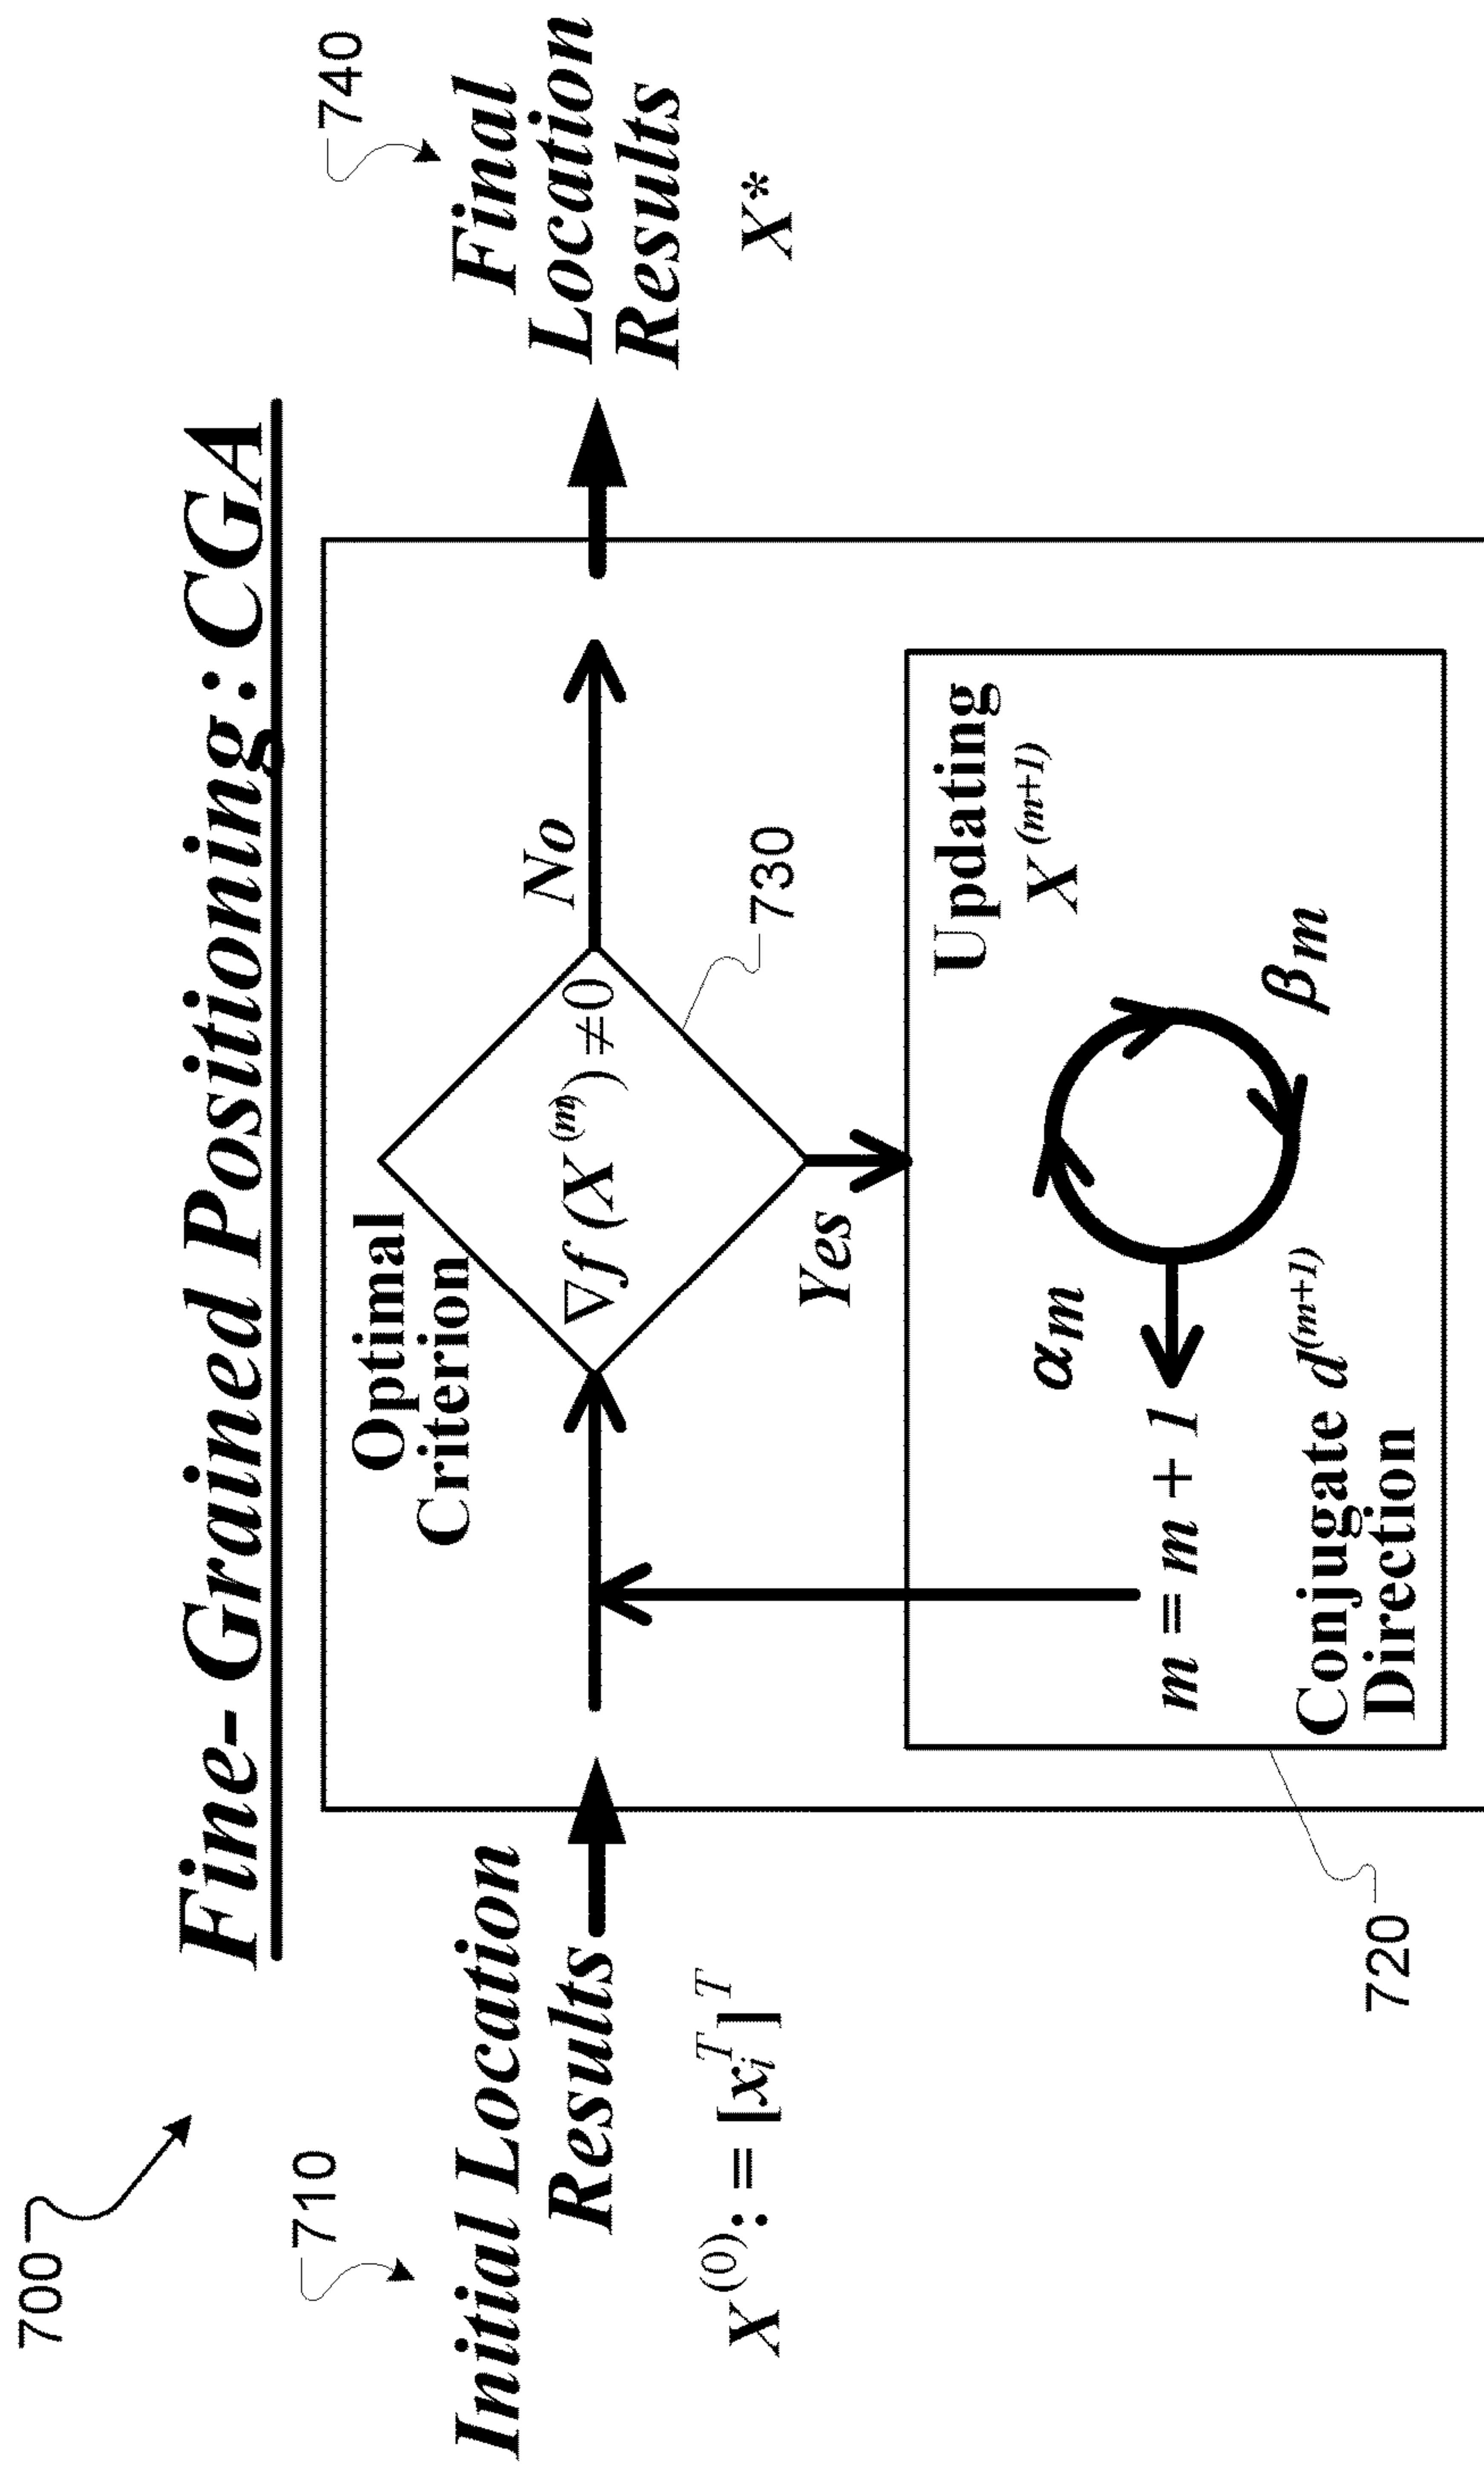 700
Fine- Grained Positioning: CGA
710
Initial Location
Results
X^(0) : = [x_i^T]^T
Optimal
Criterion
∇f (X^(m)) ≠0
No
Yes
730
Updating
X^(m+1)
α_m
β_m
m = m + 1
Conjugate d^(m+1)
Direction
720
740
Final
Location
Results
X*